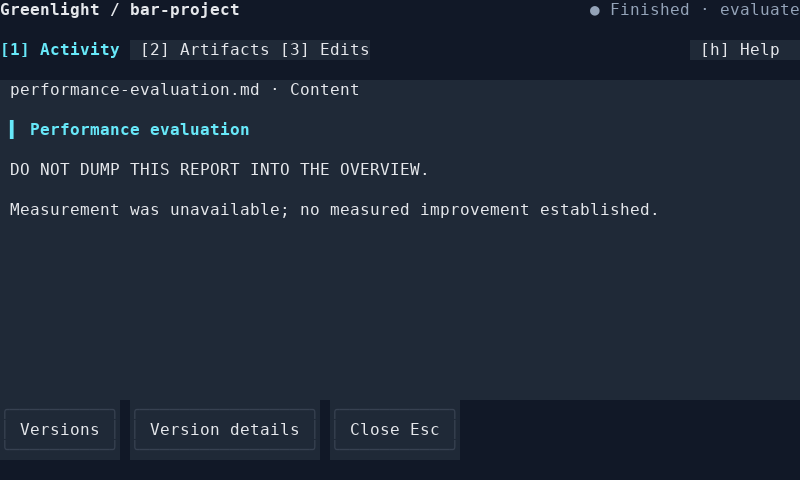 Greenlight / bar-project ● Finished · evaluate
[1] Activity [2] Artifacts [3] Edits [h] Help
performance-evaluation.md · Content
Performance evaluation
DO NOT DUMP THIS REPORT INTO THE OVERVIEW.
Measurement was unavailable; no measured improvement established.
Versions Version details Close Esc